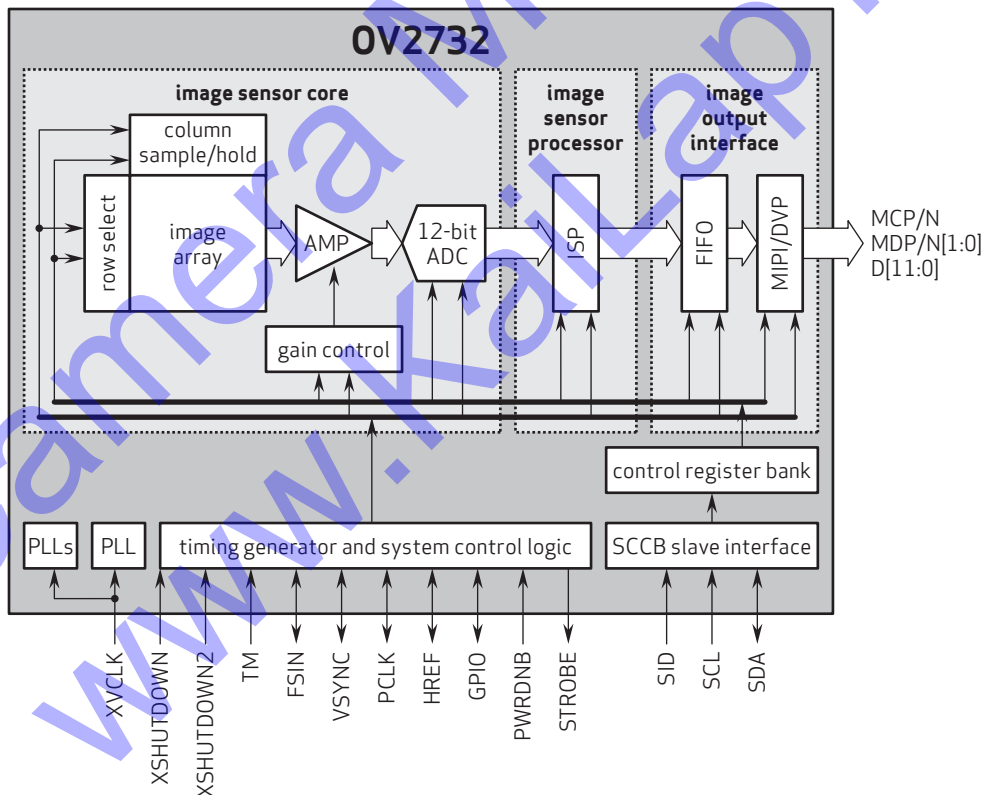 OV2732
image sensor core
image
sensor
processor
image
output
interface
column
sample/hold
row select
image
array
AMP
12-bit
ADC
ISP
FIFO
MIPI/DVP
MCP/N
MDP/N[1:0]
D[11:0]
gain control
control register bank
PLLs
PLL
timing generator and system control logic
SCCB slave interface
XVCLK
XSHUTDOWN
XSHUTDOWN2
TM
FSIN
VSYNC
PCLK
HREF
GPIO
PWRDNB
STROBE
SID
SCL
SDA
Camera M
www.KaiLap